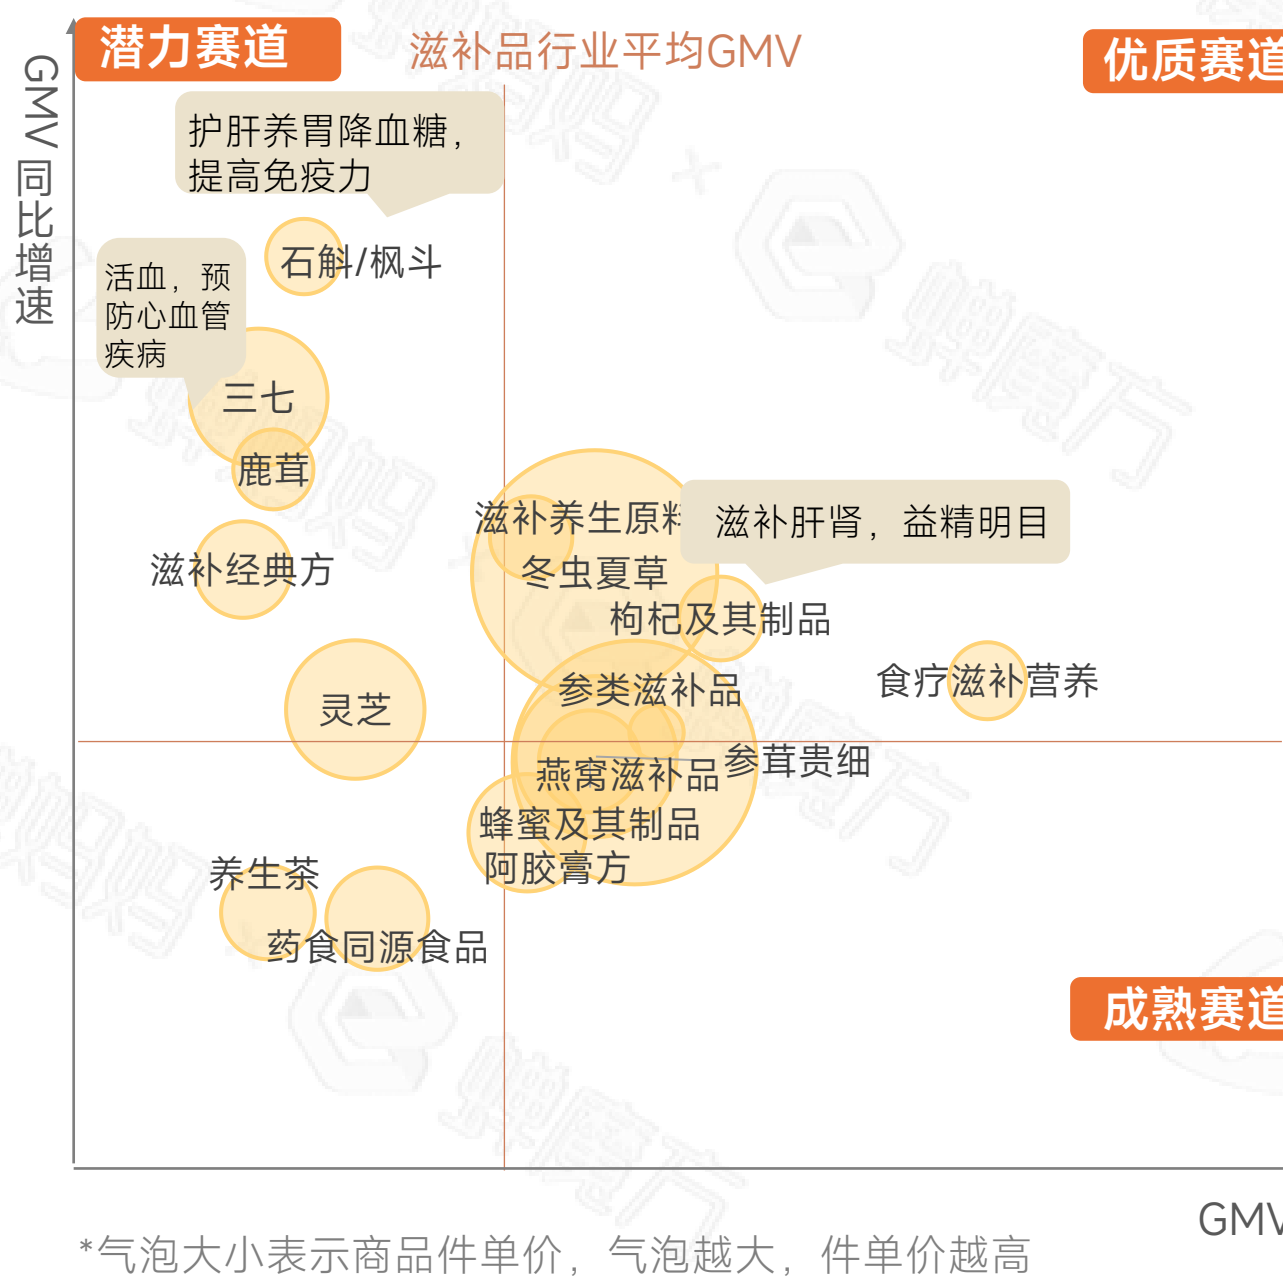 潜力赛道
滋补品行业平均GMV
优质赛道
GMV 同比增速
护肝养胃降血糖，
提高免疫力
石斛/枫斗
活血，预
防心血管
疾病
三七
鹿茸
滋补养生原料
滋补肝肾，益精明目
滋补经典方
冬虫夏草
枸杞及其制品
食疗滋补营养
参类滋补品
灵芝
参茸贵细
燕窝滋补品
蜂蜜及其制品
阿胶膏方
养生茶
药食同源食品
成熟赛道
GMV
*气泡大小表示商品件单价，气泡越大，件单价越高
蝉妈妈 × 蝉魔方